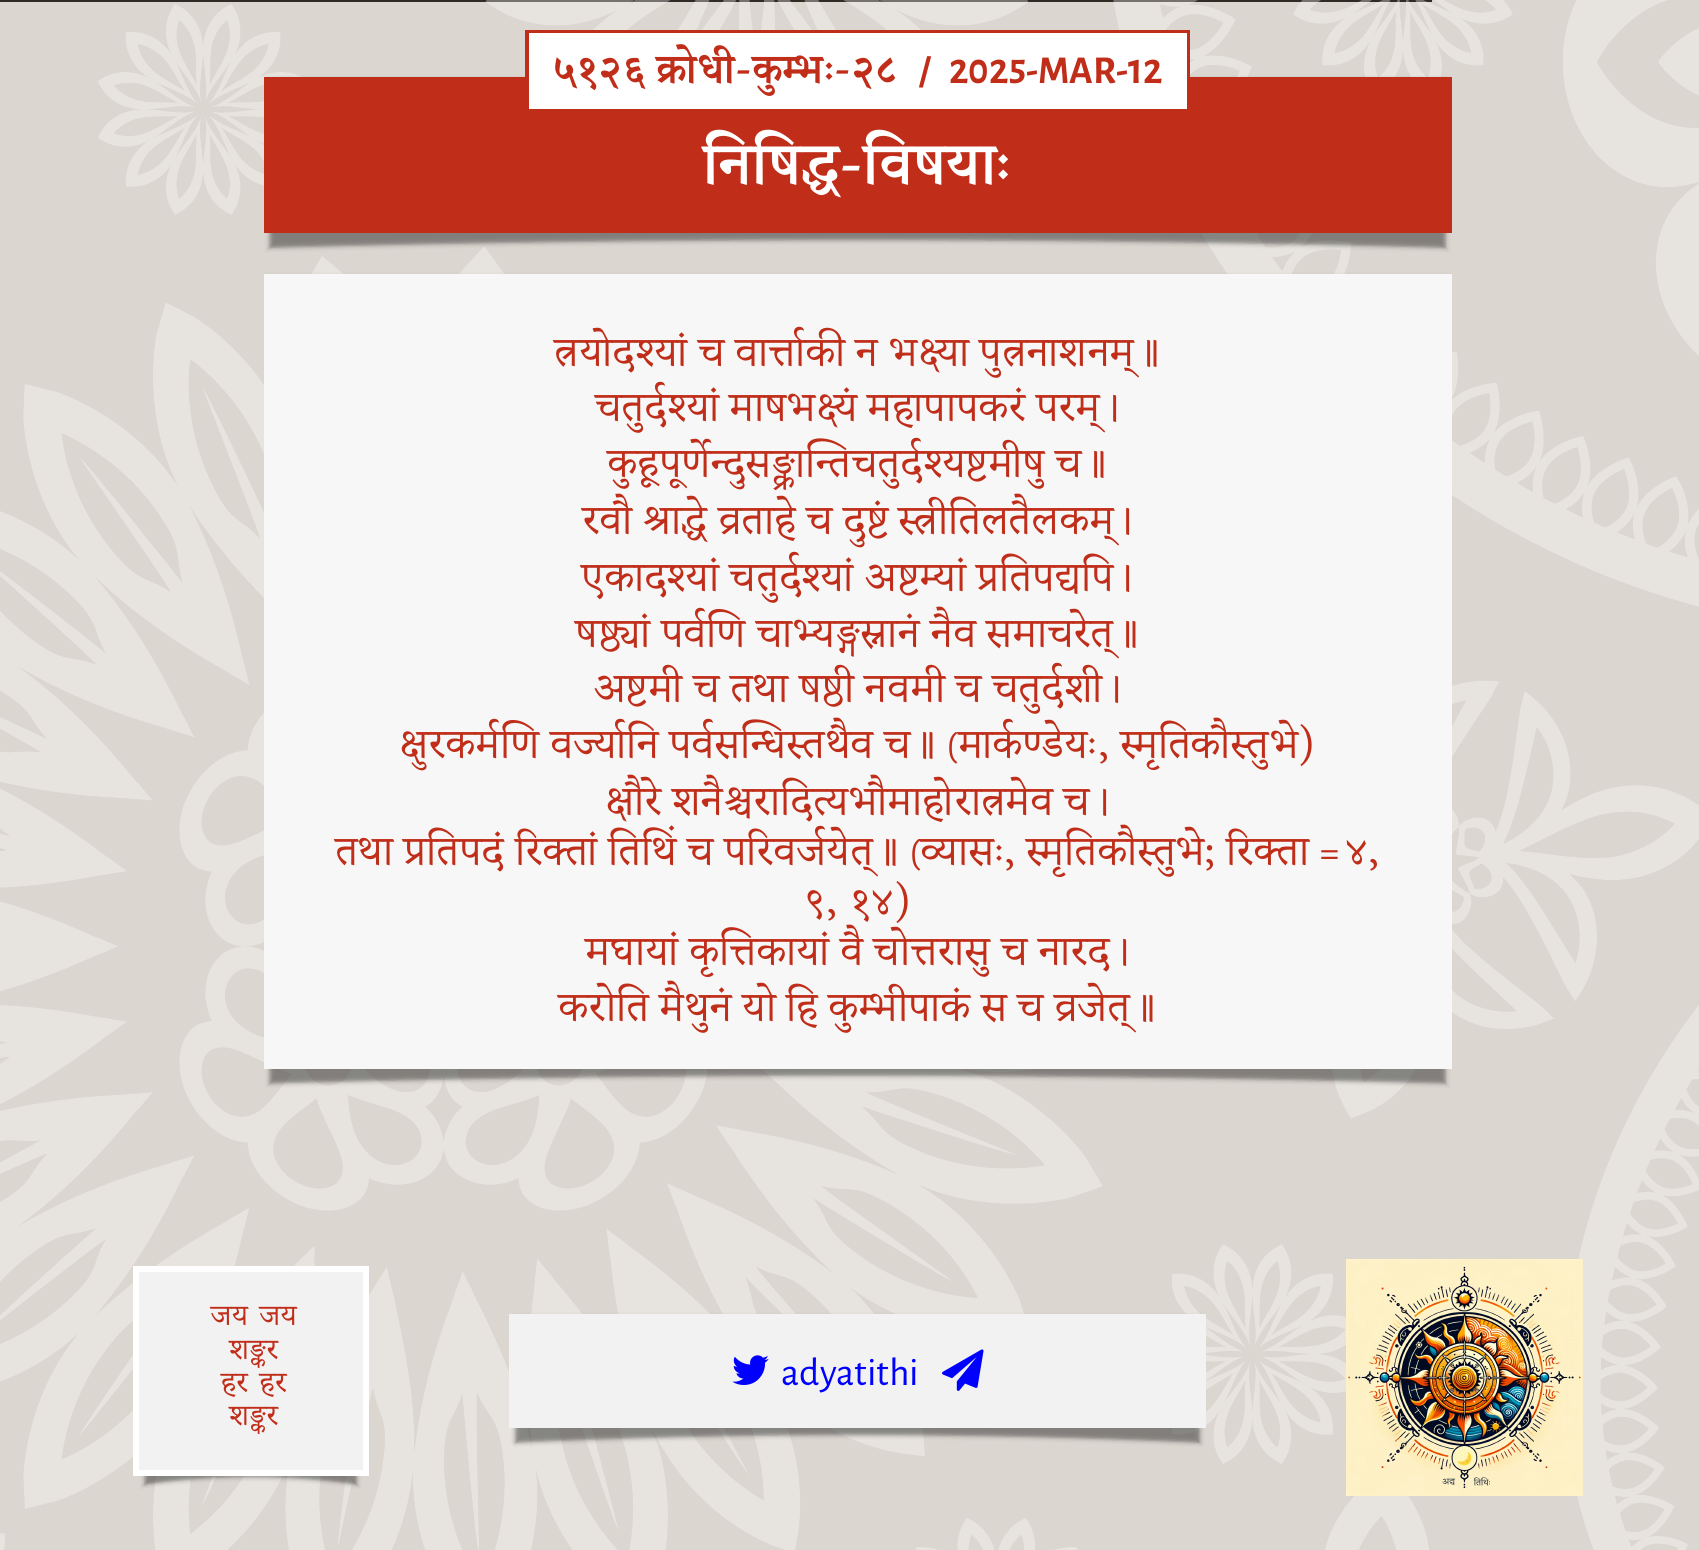 ५१२६ क्रोधी-कुम्भः-२८ / 2025-MAR-12
निषिद्ध-विषयाः
त्रयोदश्यां च वार्त्ताकी न भक्ष्या पुत्रनाशनम्॥
चतुर्दश्यां माषभक्ष्यं महापापकरं परम्।
कुहूपूर्णेन्दुसङ्क्रान्तिचतुर्दश्यष्टमीषु च॥
रवौ श्राद्धे व्रताहे च दुष्टं स्त्रीतिलतैलकम्।
एकादश्यां चतुर्दश्यां अष्टम्यां प्रतिपद्यपि।
षष्ठ्यां पर्वणि चाभ्यङ्गस्नानं नैव समाचरेत्॥
अष्टमी च तथा षष्ठी नवमी च चतुर्दशी।
क्षुरकर्मणि वर्ज्यानि पर्वसन्धिस्तथैव च॥ (मार्कण्डेयः, स्मृतिकौस्तुभे)
क्षौरे शनैश्चरादित्यभौमाहोरात्रमेव च।
तथा प्रतिपदं रिक्तां तिथिं च परिवर्जयेत्॥ (व्यासः, स्मृतिकौस्तुभे; रिक्ता = ४,
९, १४)
मघायां कृत्तिकायां वै चोत्तरासु च नारद।
करोति मैथुनं यो हि कुम्भीपाकं स च व्रजेत्॥
जय जय
शङ्कर
हर हर
शङ्कर
adyatithi
अद्य तिथिः